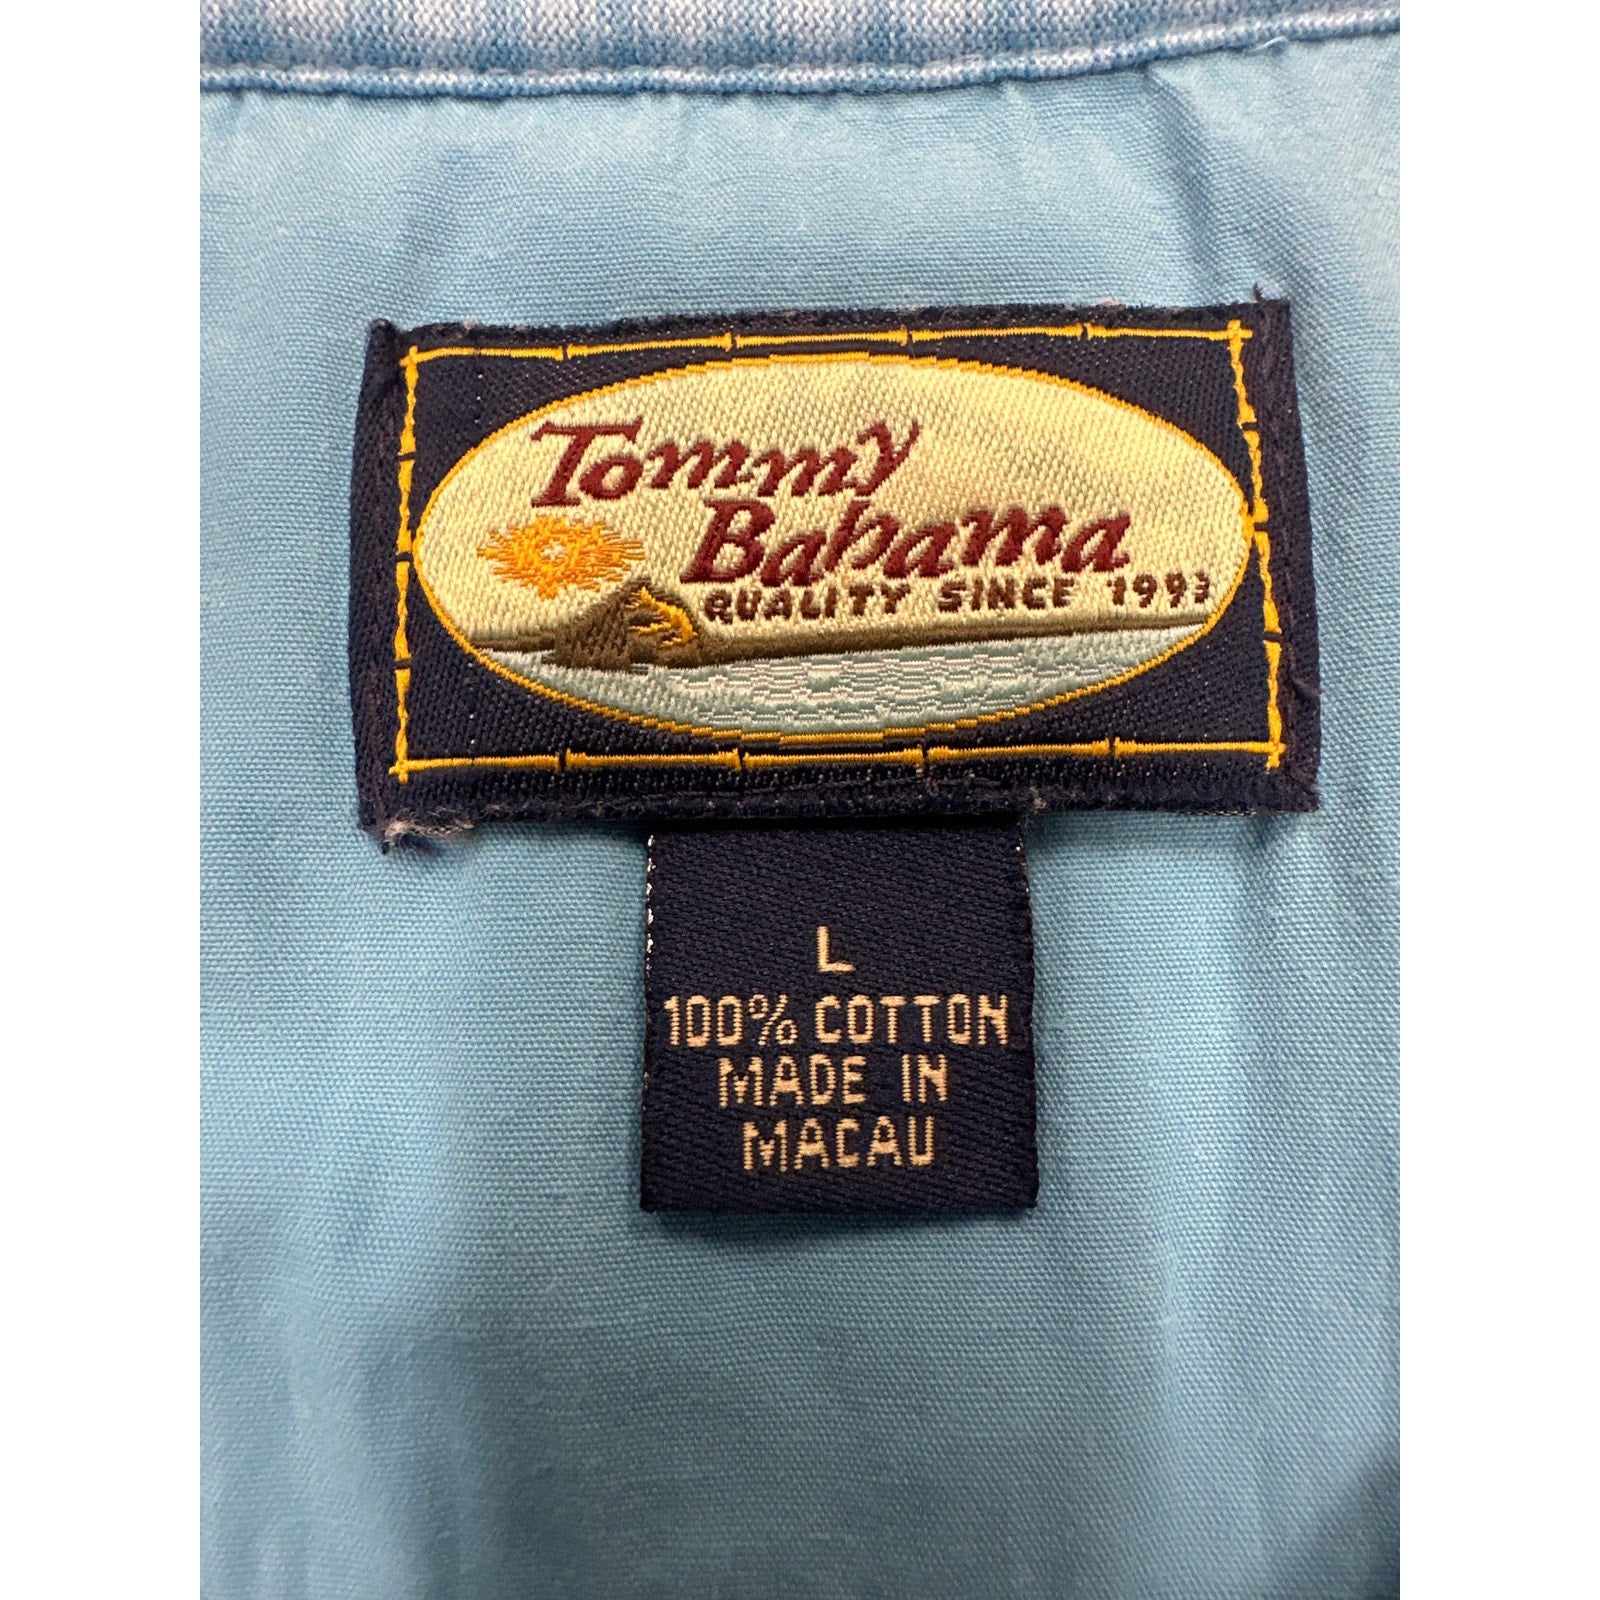 Tommy
Bahama
QUALITY SINCE 1993
L
100% COTTON
MADE IN
MACAU